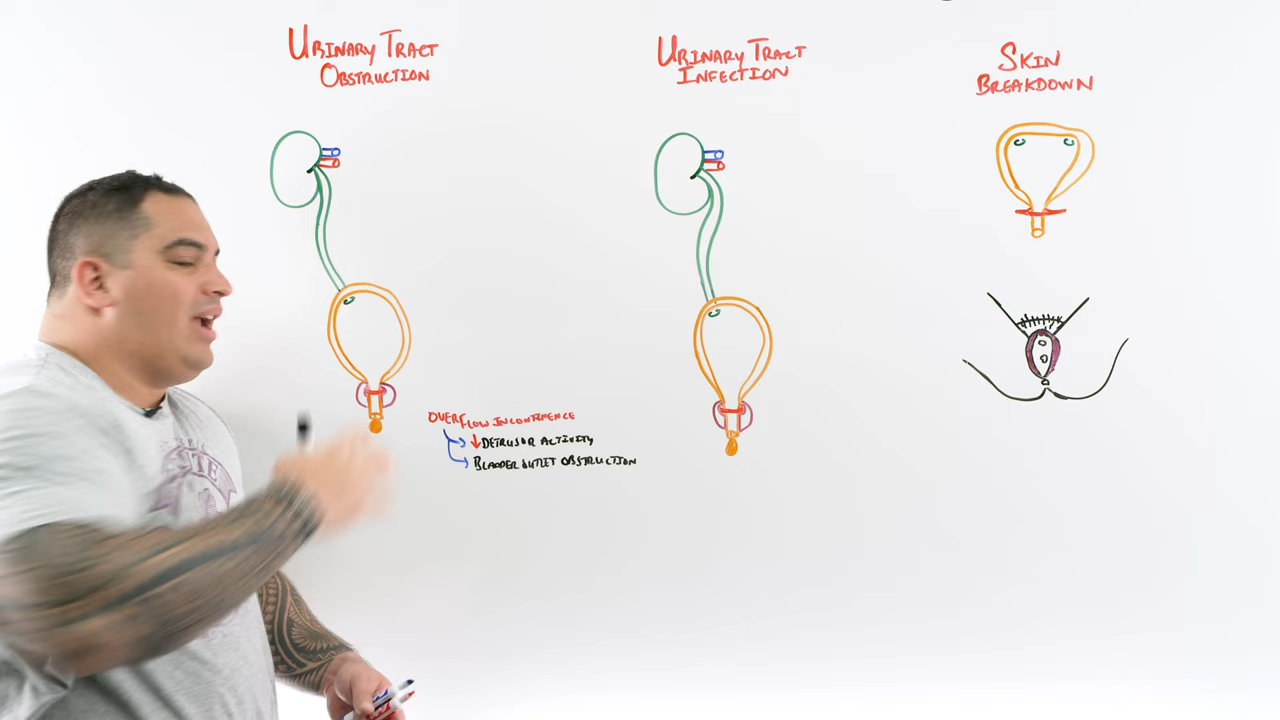 URINARY TRACT
OBSTRUCTION
URINARY TRACT
INFECTION
SKIN
BREAKDOWN
OVERFLOW INCONTINENCE
↓ DETRUSOR ACTIVITY
BLADDER OUTLET OBSTRUCTION